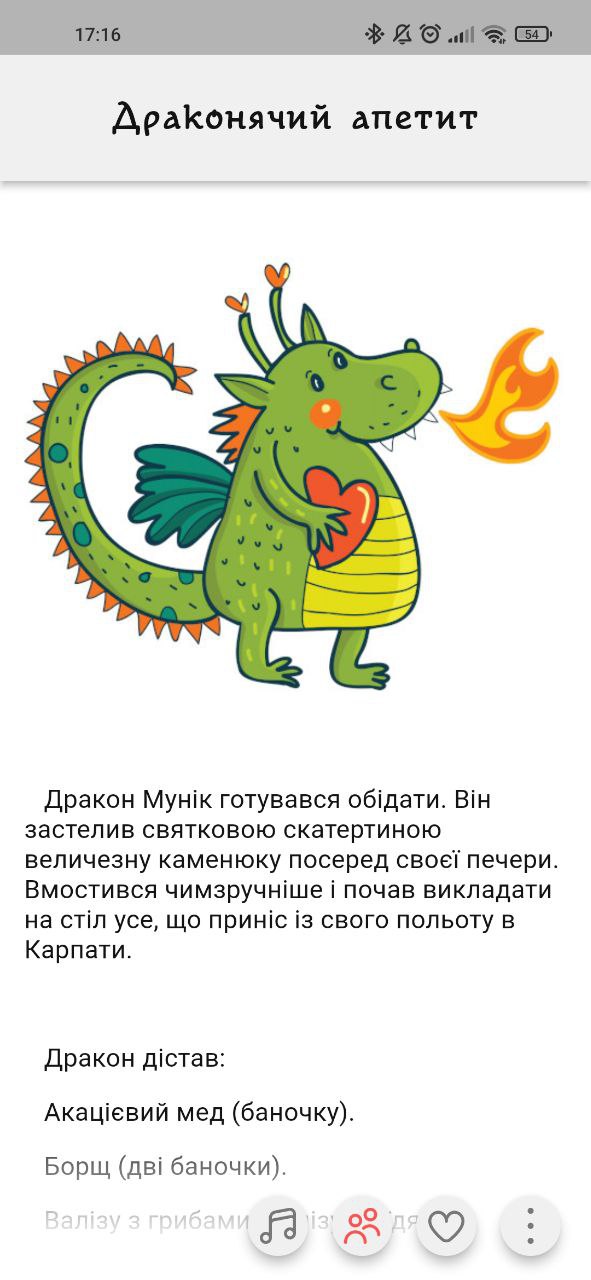 17:16
54
Драконячий апетит
Дракон Мунік готувався обідати. Він
застелив святковою скатертиною
величезну каменюку посеред своєї печери.
Вмостився чимзручніше і почав викладати
на стіл усе, що приніс із свого польоту в
Карпати.
Дракон дістав:
Акацієвий мед (баночку).
Борщ (дві баночки).
Валізу з грибами